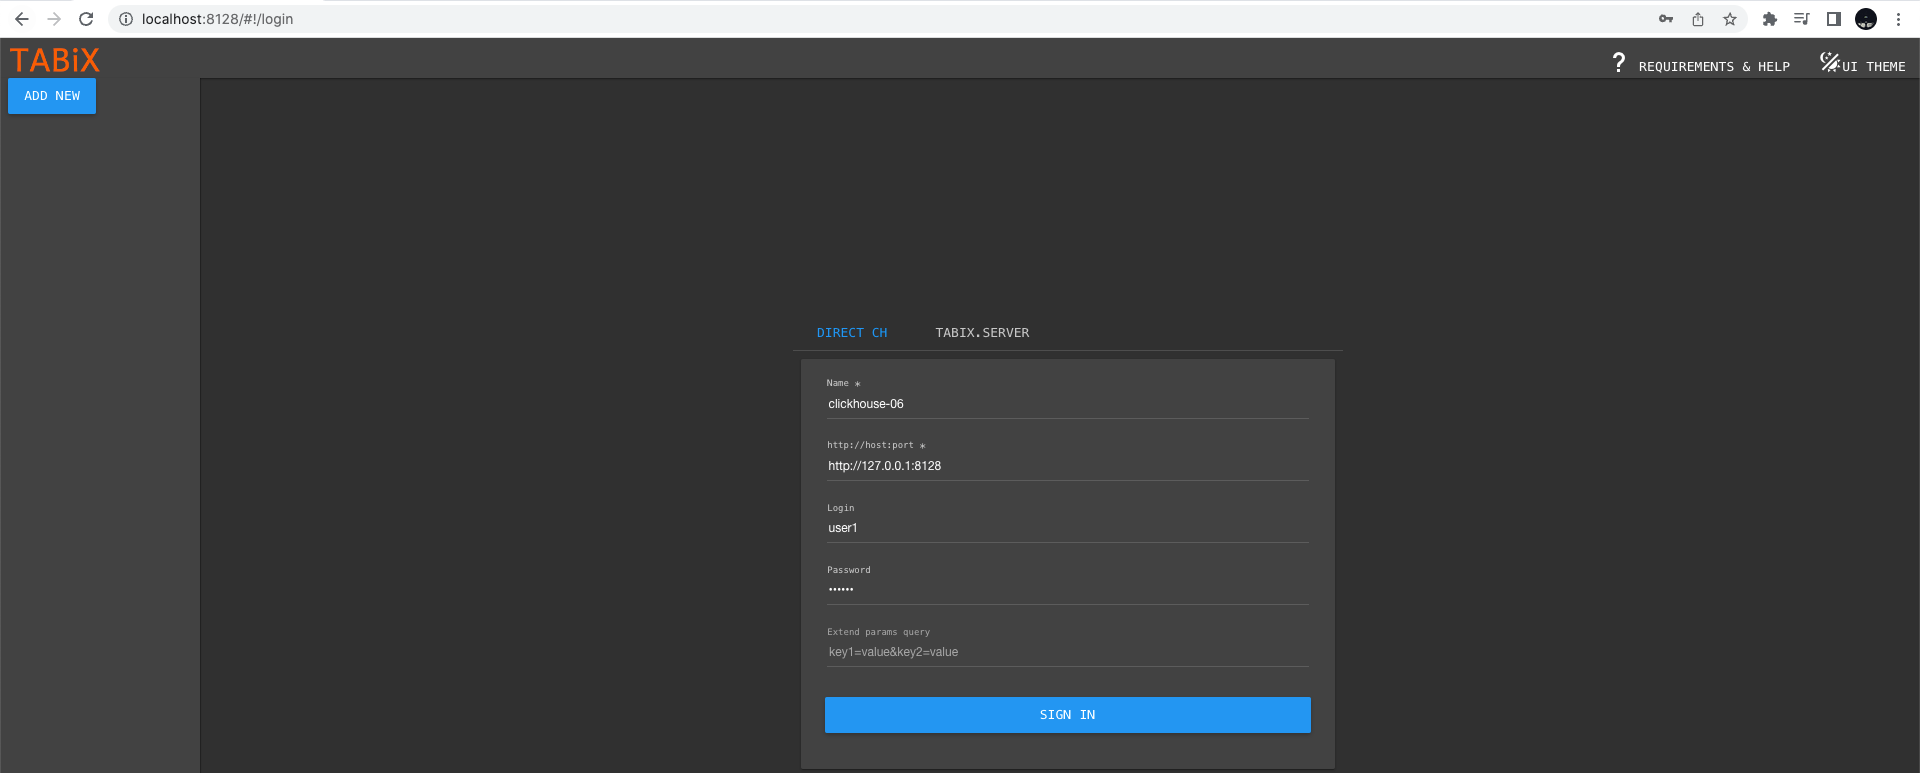 localhost:8128/#!/login
TABiX
? REQUIREMENTS & HELP
UI THEME
ADD NEW
DIRECT CH
TABIX.SERVER
Name *
clickhouse-06
http://host:port *
http://127.0.0.1:8128
Login
user1
Password
••••••
Extend params query
key1=value&key2=value
SIGN IN